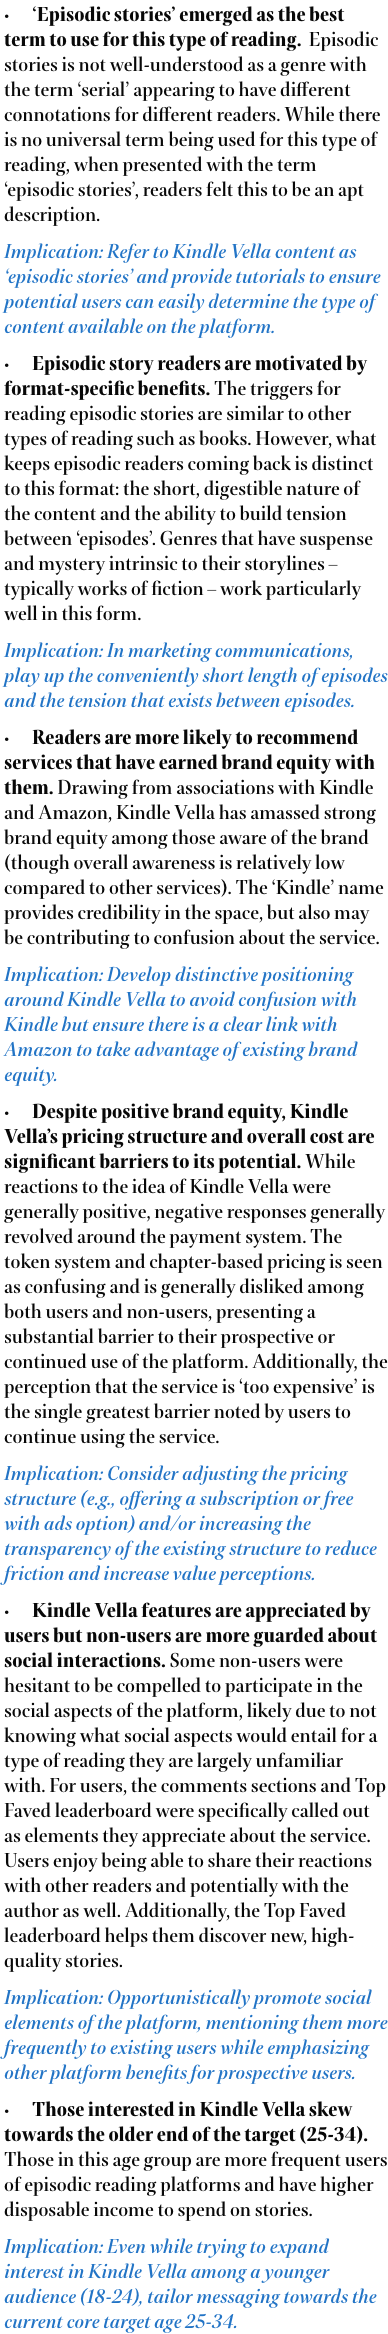 • ‘Episodic stories’ emerged as the best
term to use for this type of reading. Episodic
stories is not well-understood as a genre with
the term ‘serial’ appearing to have different
connotations for different readers. While there
is no universal term being used for this type of
reading, when presented with the term
‘episodic stories’, readers felt this to be an apt
description.
Implication: Refer to Kindle Vella content as
‘episodic stories’ and provide tutorials to ensure
potential users can easily determine the type of
content available on the platform.
• Episodic story readers are motivated by
format-specific benefits. The triggers for
reading episodic stories are similar to other
types of reading such as books. However, what
keeps episodic readers coming back is distinct
to this format: the short, digestible nature of
the content and the ability to build tension
between ‘episodes’. Genres that have suspense
and mystery intrinsic to their storylines –
typically works of fiction – work particularly
well in this form.
Implication: In marketing communications,
play up the conveniently short length of episodes
and the tension that exists between episodes.
• Readers are more likely to recommend
services that have earned brand equity with
them. Drawing from associations with Kindle
and Amazon, Kindle Vella has amassed strong
brand equity among those aware of the brand
(though overall awareness is relatively low
compared to other services). The ‘Kindle’ name
provides credibility in the space, but also may
be contributing to confusion about the service.
Implication: Develop distinctive positioning
around Kindle Vella to avoid confusion with
Kindle but ensure there is a clear link with
Amazon to take advantage of existing brand
equity.
• Despite positive brand equity, Kindle
Vella’s pricing structure and overall cost are
significant barriers to its potential. While
reactions to the idea of Kindle Vella were
generally positive, negative responses generally
revolved around the payment system. The
token system and chapter-based pricing is seen
as confusing and is generally disliked among
both users and non-users, presenting a
substantial barrier to their prospective or
continued use of the platform. Additionally, the
perception that the service is ‘too expensive’ is
the single greatest barrier noted by users to
continue using the service.
Implication: Consider adjusting the pricing
structure (e.g., offering a subscription or free
with ads option) and/or increasing the
transparency of the existing structure to reduce
friction and increase value perceptions.
• Kindle Vella features are appreciated by
users but non-users are more guarded about
social interactions. Some non-users were
hesitant to be compelled to participate in the
social aspects of the platform, likely due to not
knowing what social aspects would entail for a
type of reading they are largely unfamiliar
with. For users, the comments sections and Top
Faved leaderboard were specifically called out
as elements they appreciate about the service.
Users enjoy being able to share their reactions
with other readers and potentially with the
author as well. Additionally, the Top Faved
leaderboard helps them discover new, high-
quality stories.
Implication: Opportunistically promote social
elements of the platform, mentioning them more
frequently to existing users while emphasizing
other platform benefits for prospective users.
• Those interested in Kindle Vella skew
towards the older end of the target (25-34).
Those in this age group are more frequent users
of episodic reading platforms and have higher
disposable income to spend on stories.
Implication: Even while trying to expand
interest in Kindle Vella among a younger
audience (18-24), tailor messaging towards the
current core target age 25-34.